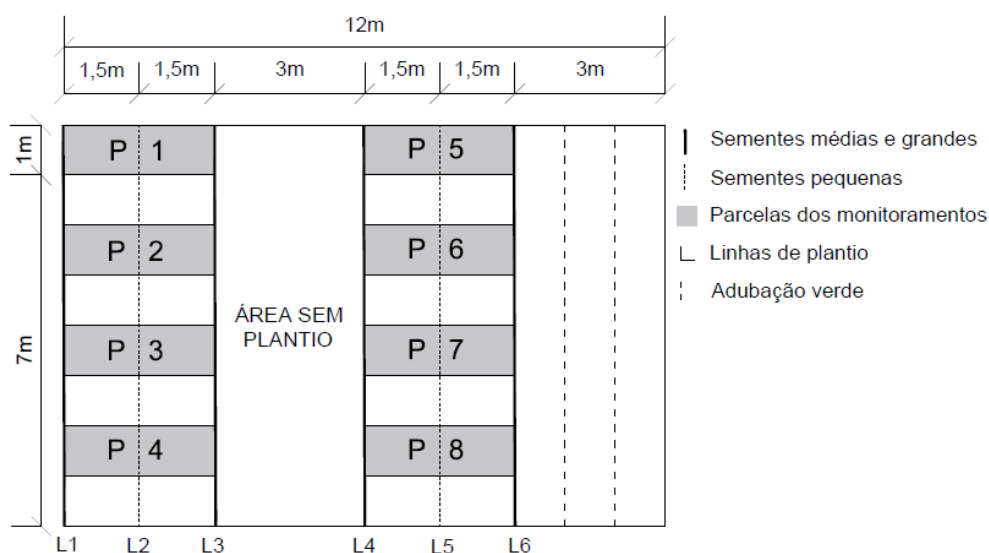 12m
1,5m 1,5m 3m 1,5m 1,5m 3m
1m
7m
P 1
P 2
P 3
P 4
ÁREA SEM
PLANTIO
P 5
P 6
P 7
P 8
L1 L2 L3 L4 L5 L6
Sementes médias e grandes
Sementes pequenas
Parcelas dos monitoramentos
Linhas de plantio
Adubação verde